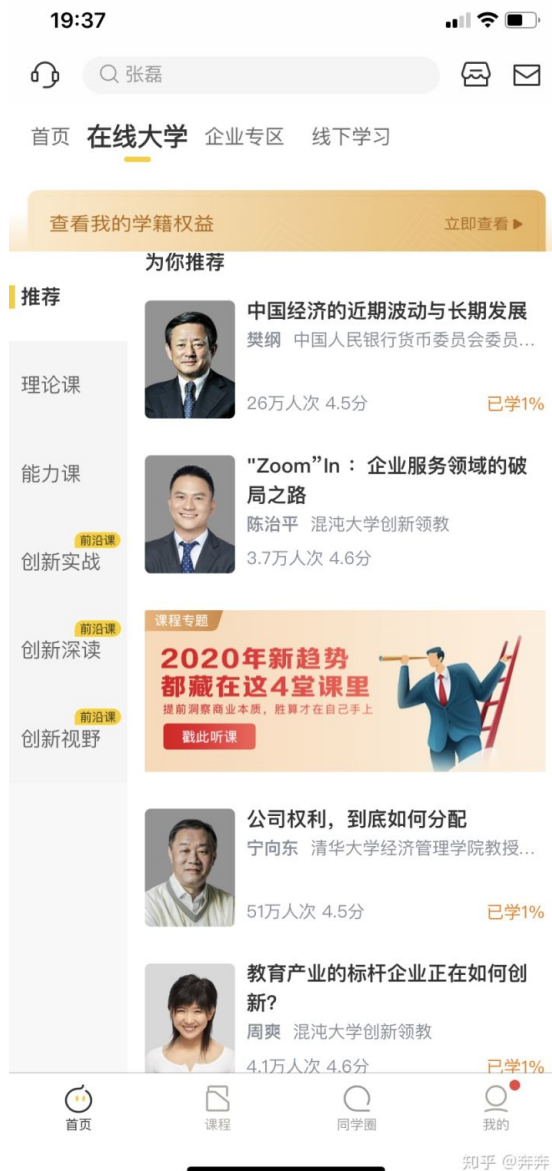 19:37
张磊
首页 在线大学 企业专区 线下学习
查看我的学籍权益 立即查看
为你推荐
推荐
理论课
能力课
前沿课
创新实战
前沿课
创新深读
前沿课
创新视野
中国经济的近期波动与长期发展
樊纲 中国人民银行货币委员会委员...
26万人次 4.5分 已学1%
"Zoom”In ：企业服务领域的破
局之路
陈治平 混沌大学创新领教
3.7万人次 4.6分
课程专题
2020年新趋势
都藏在这4堂课里
提前洞察商业本质，胜算才在自己手上
戳此听课
公司权利，到底如何分配
宁向东 清华大学经济管理学院教授...
51万人次 4.5分 已学1%
教育产业的标杆企业正在如何创
新?
周爽 混沌大学创新领教
4.1万人次 4.6分 已学1%
首页 课程 同学圈 我的
知乎 @奔奔